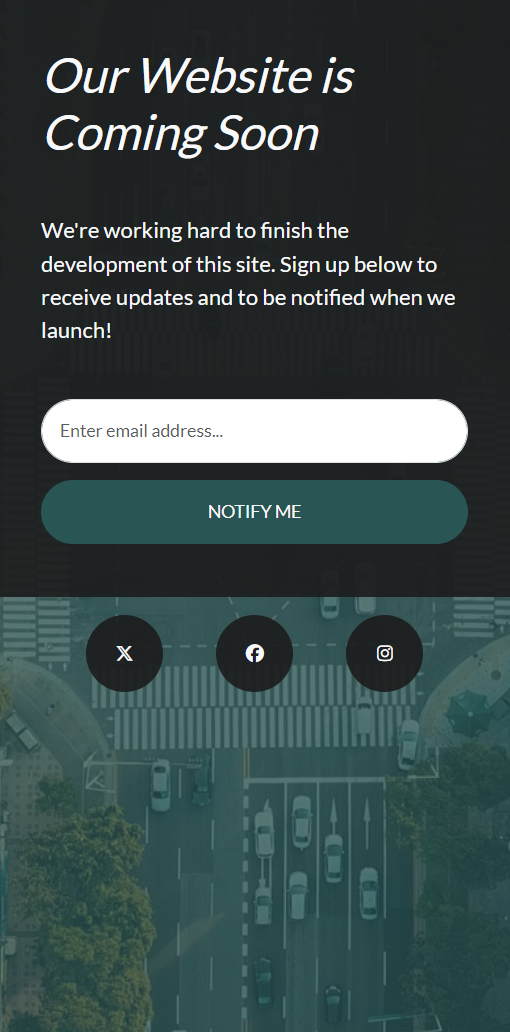 Our Website is
Coming Soon
We're working hard to finish the
development of this site. Sign up below to
receive updates and to be notified when we
launch!
Enter email address...
NOTIFY ME